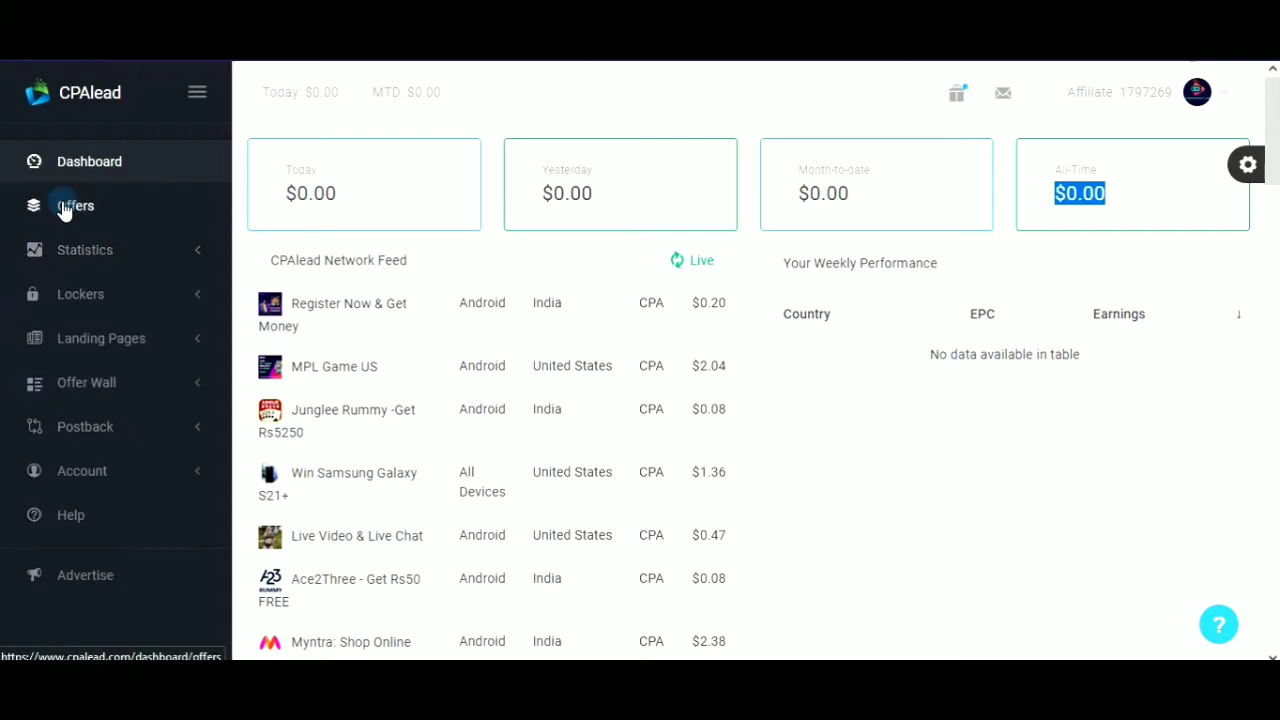 CPAlead
Today: $0.00 MTD: $0.00 Affiliate: 1797269
Dashboard
Offers
Statistics
Lockers
Landing Pages
Offer Wall
Postback
Account
Help
Advertise
https://www.cpalead.com/dashboard/offers
Today
$0.00
Yesterday
$0.00
Month-to-date
$0.00
All-Time
$0.00
CPAlead Network Feed Live
Register Now & Get Android India CPA $0.20
Money
MPL Game US Android United States CPA $2.04
Junglee Rummy -Get Android India CPA $0.08
Rs5250
Win Samsung Galaxy All United States CPA $1.36
S21+ Devices
Live Video & Live Chat Android United States CPA $0.47
Ace2Three - Get Rs50 Android India CPA $0.08
FREE
Myntra: Shop Online Android India CPA $2.38
Your Weekly Performance
Country EPC Earnings ↓
No data available in table
?